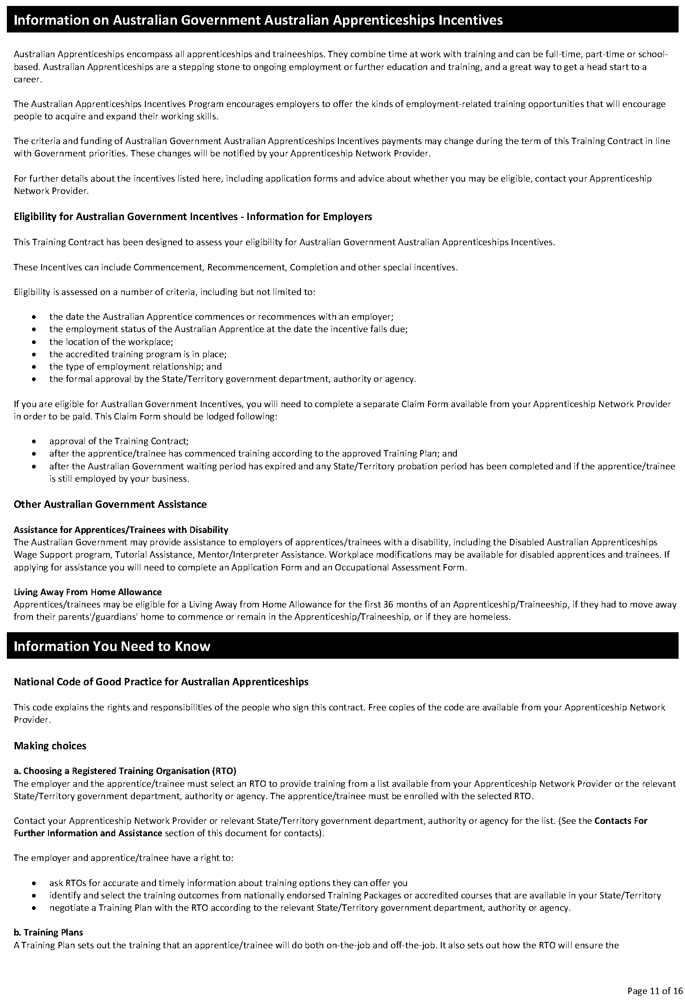 Information on Australian Government Australian Apprenticeships Incentives
Australian Apprenticeships encompass all apprenticeships and traineeships. They combine time at work with training and can be full-time, part-time or school-
based. Australian Apprenticeships are a stepping stone to ongoing employment or further education and training, and a great way to get a head start to a
career.
The Australian Apprenticeships Incentives Program encourages employers to offer the kinds of employment-related training opportunities that will encourage
people to acquire and expand their working skills.
The criteria and funding of Australian Government Australian Apprenticeships Incentives payments may change during the term of this Training Contract in line
with Government priorities. These changes will be notified by your Apprenticeship Network Provider.
For further details about the incentives listed here, including application forms and advice about whether you may be eligible, contact your Apprenticeship
Network Provider.
Eligibility for Australian Government Incentives - Information for Employers
This Training Contract has been designed to assess your eligibility for Australian Government Australian Apprenticeships Incentives.
These Incentives can include Commencement, Recommencement, Completion and other special incentives.
Eligibility is assessed on a number of criteria, including but not limited to:
• the date the Australian Apprentice commences or recommences with an employer;
• the employment status of the Australian Apprentice at the date the incentive falls due;
• the location of the workplace;
• the accredited training program is in place;
• the type of employment relationship; and
• the formal approval by the State/Territory government department, authority or agency.
If you are eligible for Australian Government Incentives, you will need to complete a separate Claim Form available from your Apprenticeship Network Provider
in order to be paid. This Claim Form should be lodged following:
• approval of the Training Contract;
• after the apprentice/trainee has commenced training according to the approved Training Plan; and
• after the Australian Government waiting period has expired and any State/Territory probation period has been completed and if the apprentice/trainee
is still employed by your business.
Other Australian Government Assistance
Assistance for Apprentices/Trainees with Disability
The Australian Government may provide assistance to employers of apprentices/trainees with a disability, including the Disabled Australian Apprenticeships
Wage Support program, Tutorial Assistance, Mentor/Interpreter Assistance. Workplace modifications may be available for disabled apprentices and trainees. If
applying for assistance you will need to complete an Application Form and an Occupational Assessment Form.
Living Away From Home Allowance
Apprentices/trainees may be eligible for a Living Away from Home Allowance for the first 36 months of an Apprenticeship/Traineeship, if they had to move away
from their parents'/guardians' home to commence or remain in the Apprenticeship/Traineeship, or if they are homeless.
Information You Need to Know
National Code of Good Practice for Australian Apprenticeships
This code explains the rights and responsibilities of the people who sign this contract. Free copies of the code are available from your Apprenticeship Network
Provider.
Making choices
a. Choosing a Registered Training Organisation (RTO)
The employer and the apprentice/trainee must select an RTO to provide training from a list available from your Apprenticeship Network Provider or the relevant
State/Territory government department, authority or agency. The apprentice/trainee must be enrolled with the selected RTO.
Contact your Apprenticeship Network Provider or relevant State/Territory government department, authority or agency for the list. (See the Contacts For
Further Information and Assistance section of this document for contacts).
The employer and apprentice/trainee have a right to:
• ask RTOs for accurate and timely information about training options they can offer you
• identify and select the training outcomes from nationally endorsed Training Packages or accredited courses that are available in your State/Territory
• negotiate a Training Plan with the RTO according to the relevant State/Territory government department, authority or agency.
b. Training Plans
A Training Plan sets out the training that an apprentice/trainee will do both on-the-job and off-the-job. It also sets out how the RTO will ensure the
Page 11 of 16